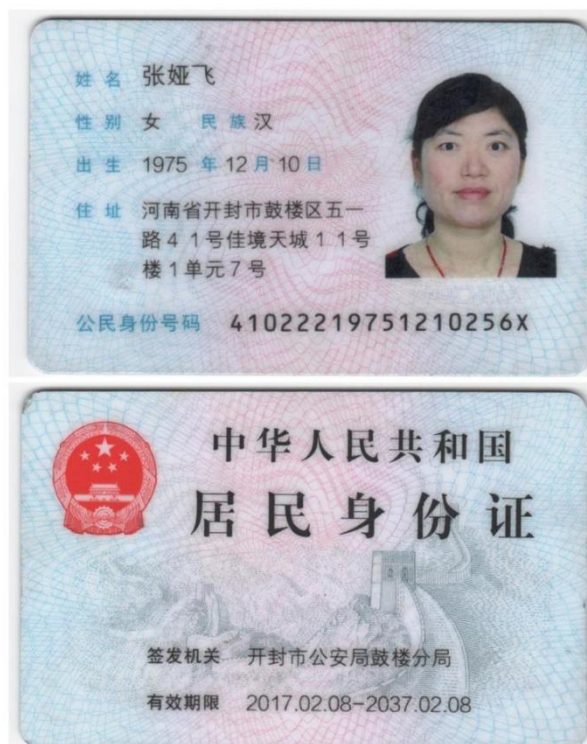 姓名 张娅飞
性别 女 民族 汉
出生 1975 年 12 月 10 日
住址 河南省开封市鼓楼区五一
路41号佳境天城11号
楼1单元7号
公民身份号码 41022219751210256X
中华人民共和国
居民身份证
签发机关 开封市公安局鼓楼分局
有效期限 2017.02.08-2037.02.08